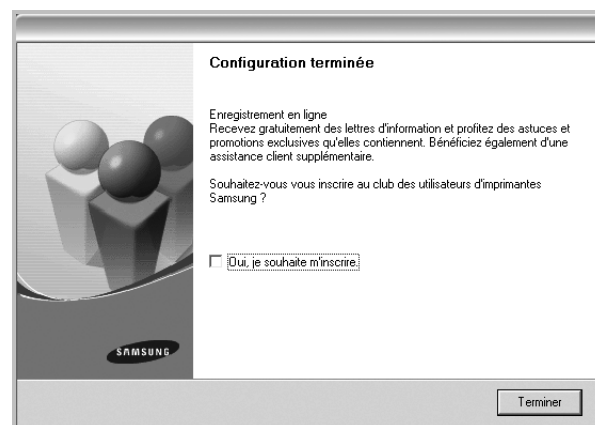 Configuration terminée
Enregistrement en ligne
Recevez gratuitement des lettres d'information et profitez des astuces et
promotions exclusives qu'elles contiennent. Bénéficiez également d'une
assistance client supplémentaire.
Souhaitez-vous vous inscrire au club des utilisateurs d'imprimantes
Samsung ?
Oui, je souhaite m'inscrire.
SAMSUNG
Terminer